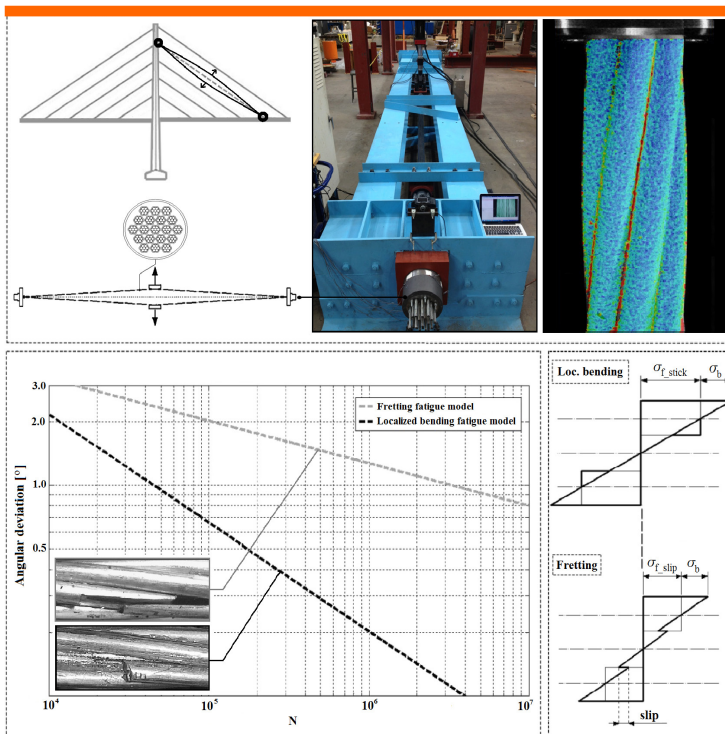 3.0
2.0
1.0
0.5
Angular deviation [°]
Fretting fatigue model
Localized bending fatigue model
10⁴
10⁵
10⁶
10⁷
N
Loc. bending
σf_stick
σb
Fretting
σf_slip
σb
slip